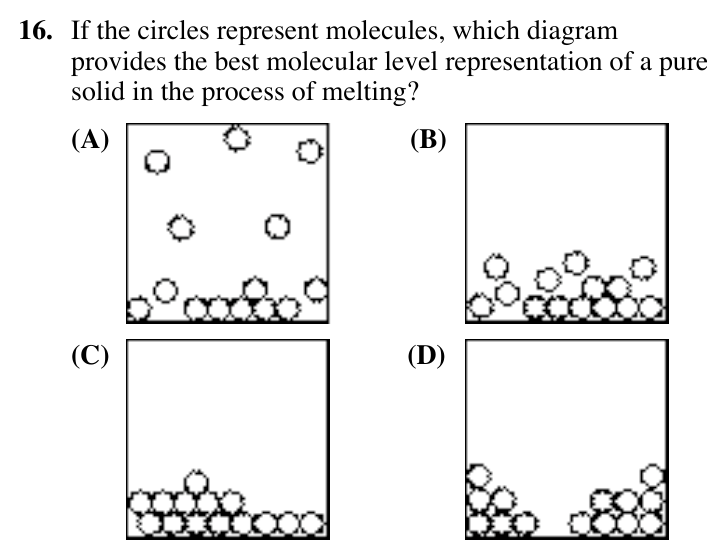 16. If the circles represent molecules, which diagram
provides the best molecular level representation of a pure
solid in the process of melting?
(A) (B)
(C) (D)